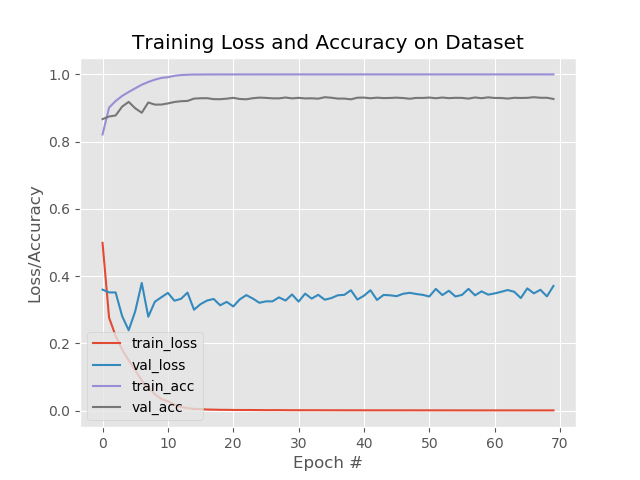 Training Loss and Accuracy on Dataset
1.0
0.8
0.6
0.4
0.2
0.0
Loss/Accuracy
train_loss
val_loss
train_acc
val_acc
0 10 20 30 40 50 60 70
Epoch #